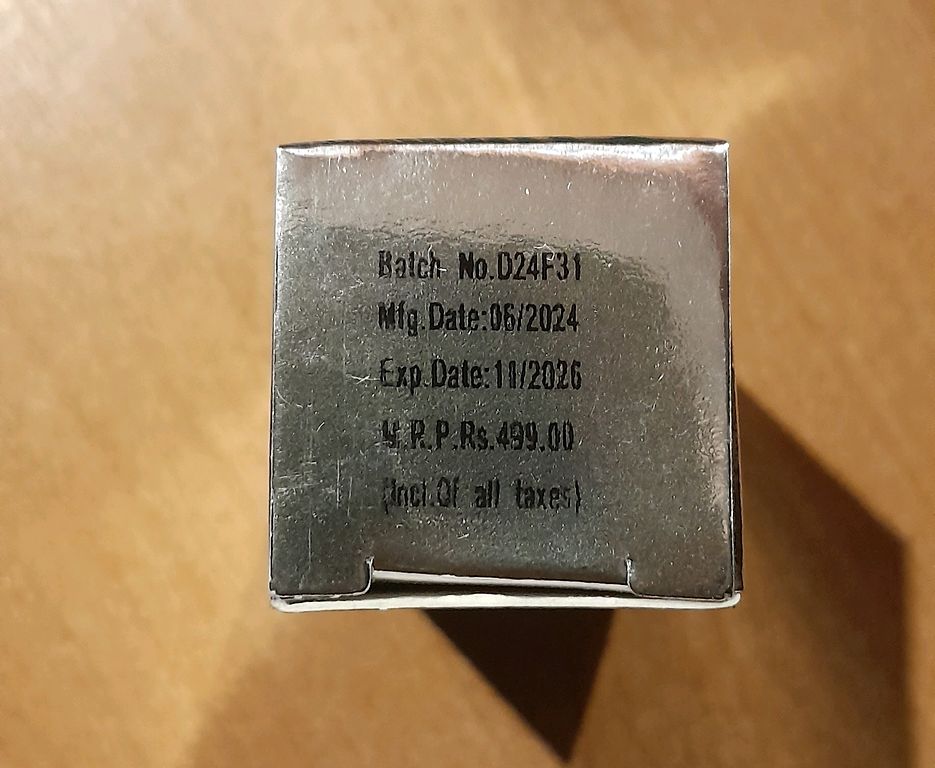 Batch No.D24F31
Mfg.Date:06/2024
Exp.Date:11/2026
M.R.P.Rs.499.00
(Incl.Of all taxes)